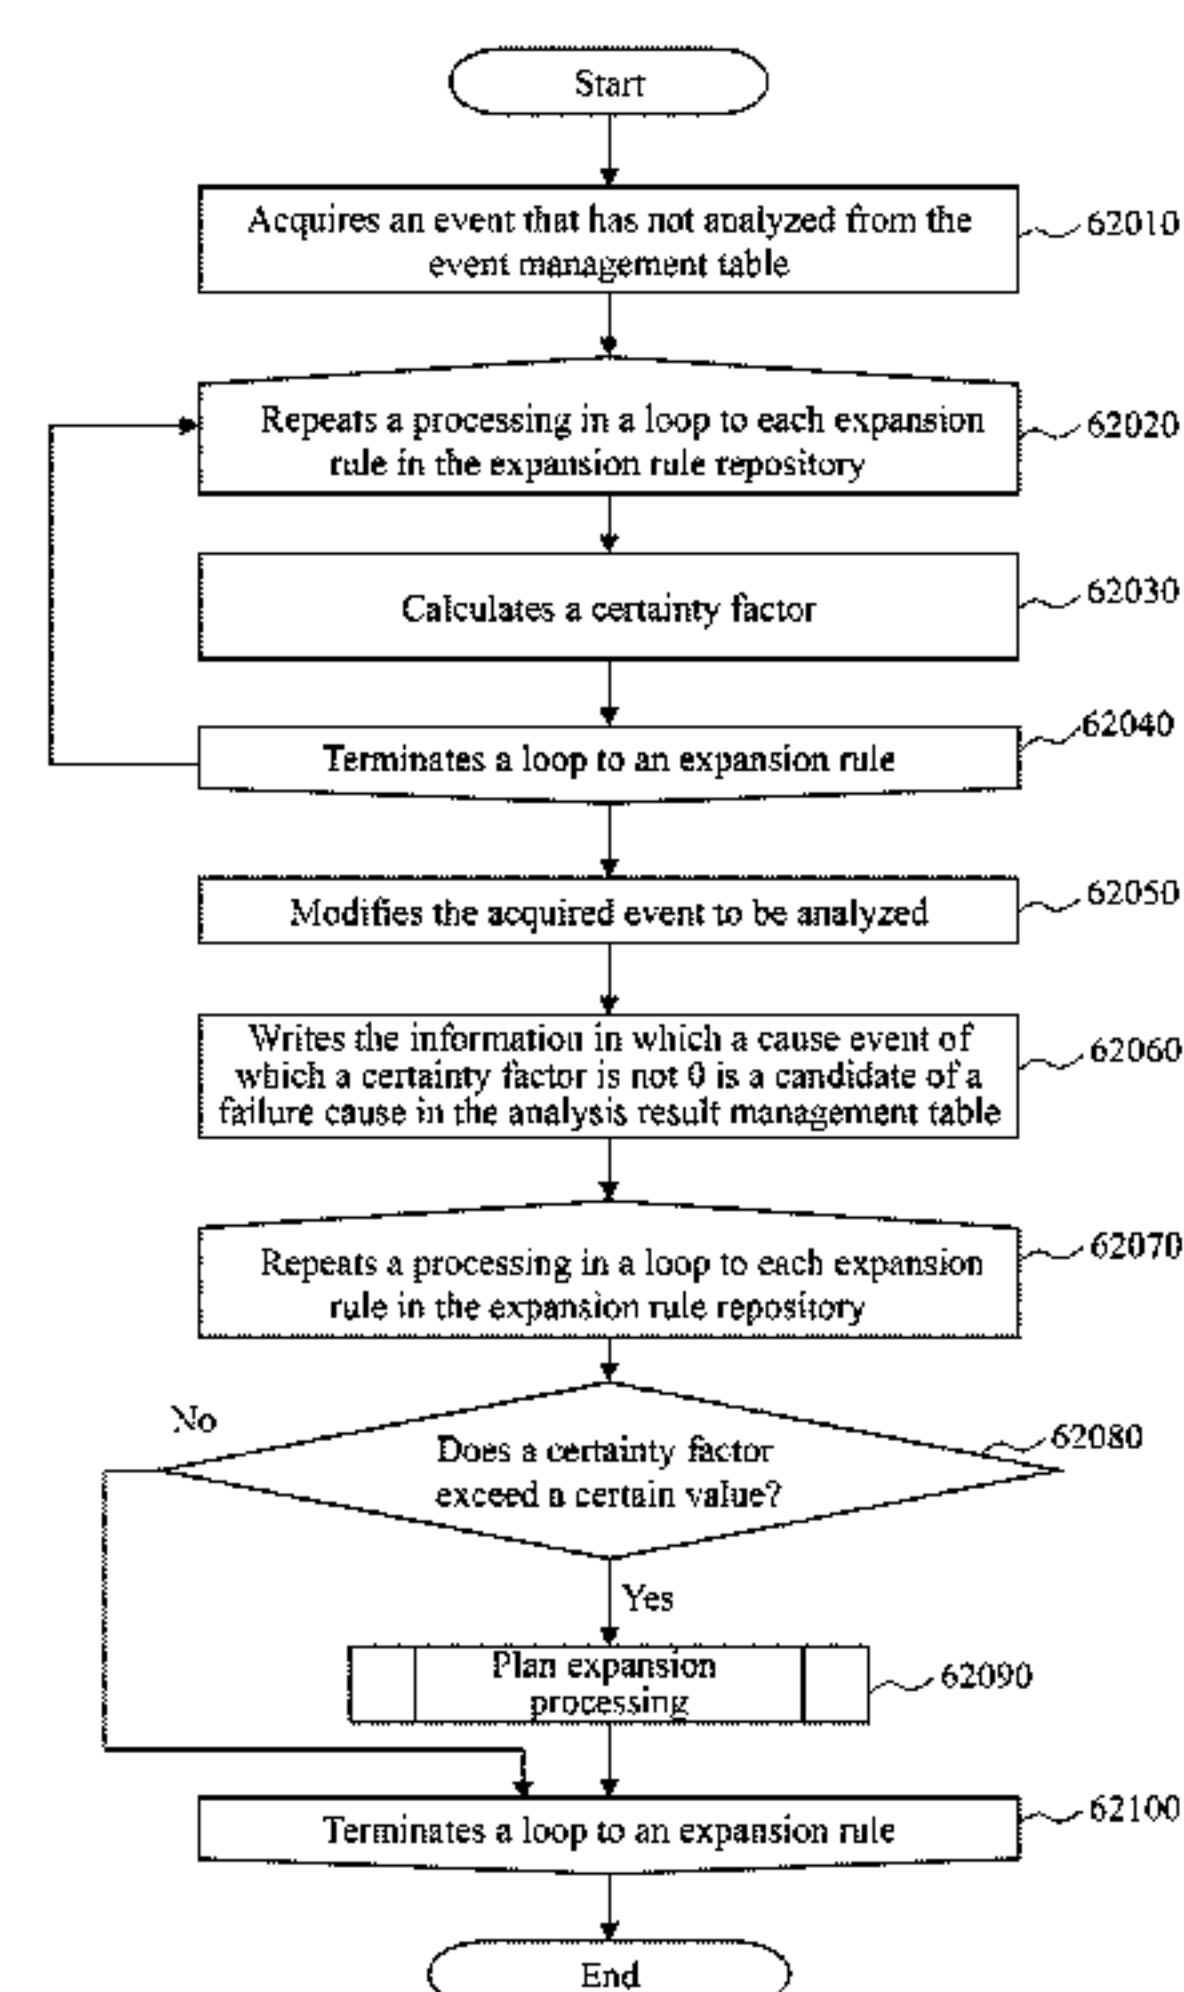 Start
Acquires an event that has not analyzed from the
event management table
62010
Repeats a processing in a loop to each expansion
rule in the expansion rule repository
62020
Calculates a certainty factor
62030
Terminates a loop to an expansion rule
62040
Modifies the acquired event to be analyzed
62050
Writes the information in which a cause event of
which a certainty factor is not 0 is a candidate of a
failure cause in the analysis result management table
62060
Repeats a processing in a loop to each expansion
rule in the expansion rule repository
62070
No
Does a certainty factor
exceed a certain value?
62080
Yes
Plan expansion
processing
62090
Terminates a loop to an expansion rule
62100
End